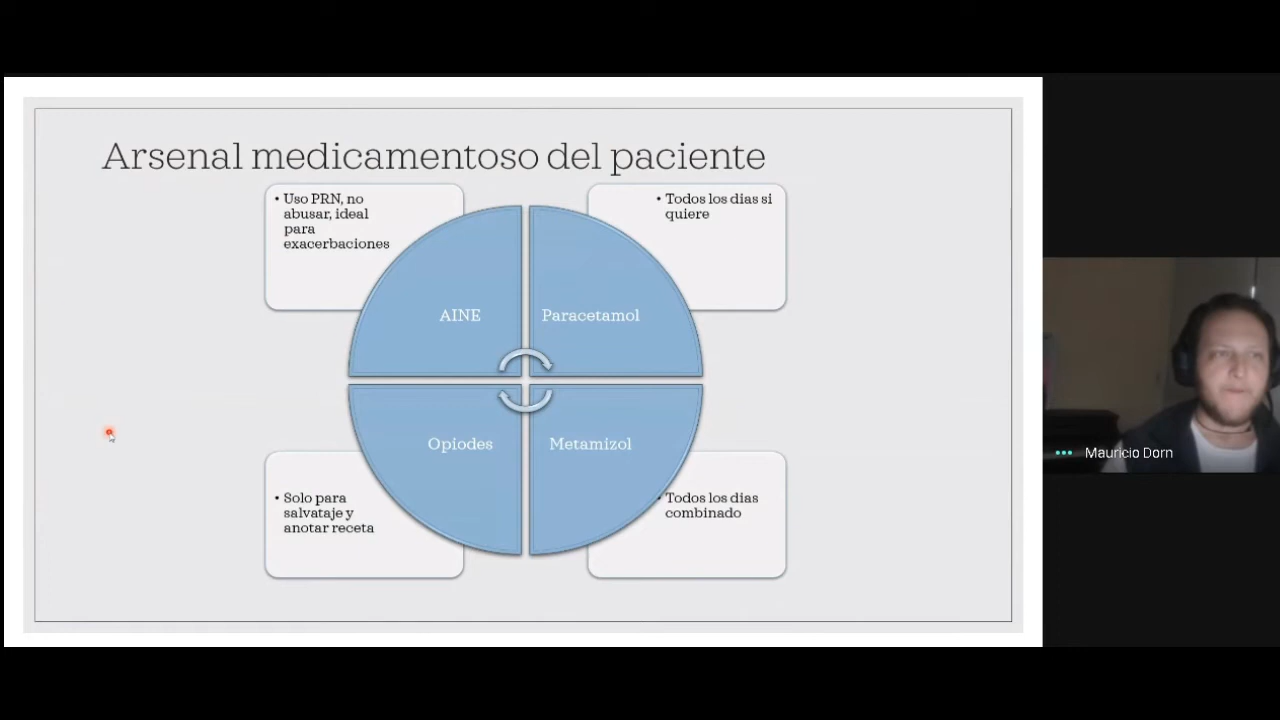 Arsenal medicamentoso del paciente
• Uso PRN, no
abusar, ideal
para
exacerbaciones
• Todos los dias si
quiere
AINE
Paracetamol
Opiodes
Metamizol
• Solo para
salvataje y
anotar receta
• Todos los dias
combinado
Mauricio Dorn